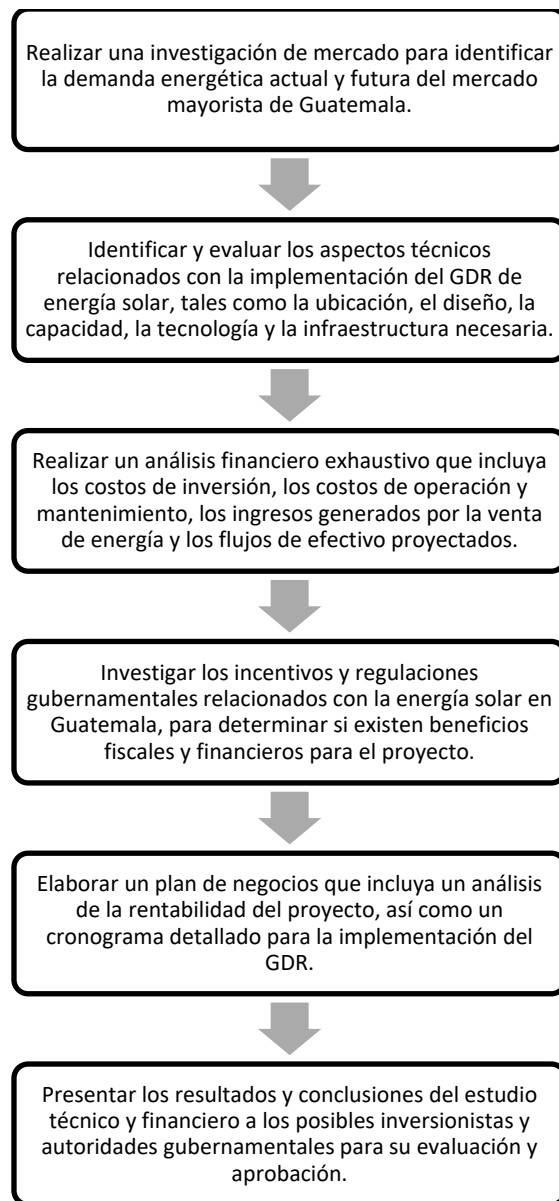 Realizar una investigación de mercado para identificar
la demanda energética actual y futura del mercado
mayorista de Guatemala.
Identificar y evaluar los aspectos técnicos
relacionados con la implementación del GDR de
energía solar, tales como la ubicación, el diseño, la
capacidad, la tecnología y la infraestructura necesaria.
Realizar un análisis financiero exhaustivo que incluya
los costos de inversión, los costos de operación y
mantenimiento, los ingresos generados por la venta
de energía y los flujos de efectivo proyectados.
Investigar los incentivos y regulaciones
gubernamentales relacionados con la energía solar en
Guatemala, para determinar si existen beneficios
fiscales y financieros para el proyecto.
Elaborar un plan de negocios que incluya un análisis
de la rentabilidad del proyecto, así como un
cronograma detallado para la implementación del
GDR.
Presentar los resultados y conclusiones del estudio
técnico y financiero a los posibles inversionistas y
autoridades gubernamentales para su evaluación y
aprobación.